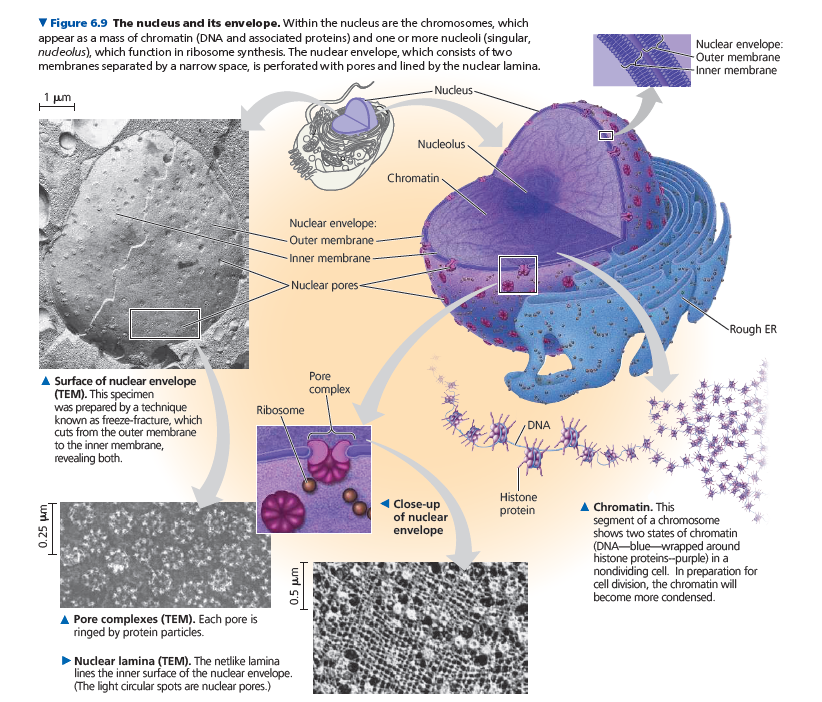 ▼ Figure 6.9 The nucleus and its envelope. Within the nucleus are the chromosomes, which
appear as a mass of chromatin (DNA and associated proteins) and one or more nucleoli (singular,
nucleolus), which function in ribosome synthesis. The nuclear envelope, which consists of two
membranes separated by a narrow space, is perforated with pores and lined by the nuclear lamina.
Nuclear envelope:
Outer membrane
Inner membrane
1 μm
Nucleus
Nucleolus
Chromatin
Nuclear envelope:
Outer membrane
Inner membrane
Nuclear pores
Rough ER
▲ Surface of nuclear envelope
(TEM). This specimen
was prepared by a technique
known as freeze-fracture, which
cuts from the outer membrane
to the inner membrane,
revealing both.
Pore
complex
Ribosome
DNA
Histone
protein
◀ Close-up
of nuclear
envelope
▲ Chromatin. This
segment of a chromosome
shows two states of chromatin
(DNA—blue—wrapped around
histone proteins–purple) in a
nondividing cell. In preparation for
cell division, the chromatin will
become more condensed.
0.25 μm
▲ Pore complexes (TEM). Each pore is
ringed by protein particles.
0.5 μm
▶ Nuclear lamina (TEM). The netlike lamina
lines the inner surface of the nuclear envelope.
(The light circular spots are nuclear pores.)